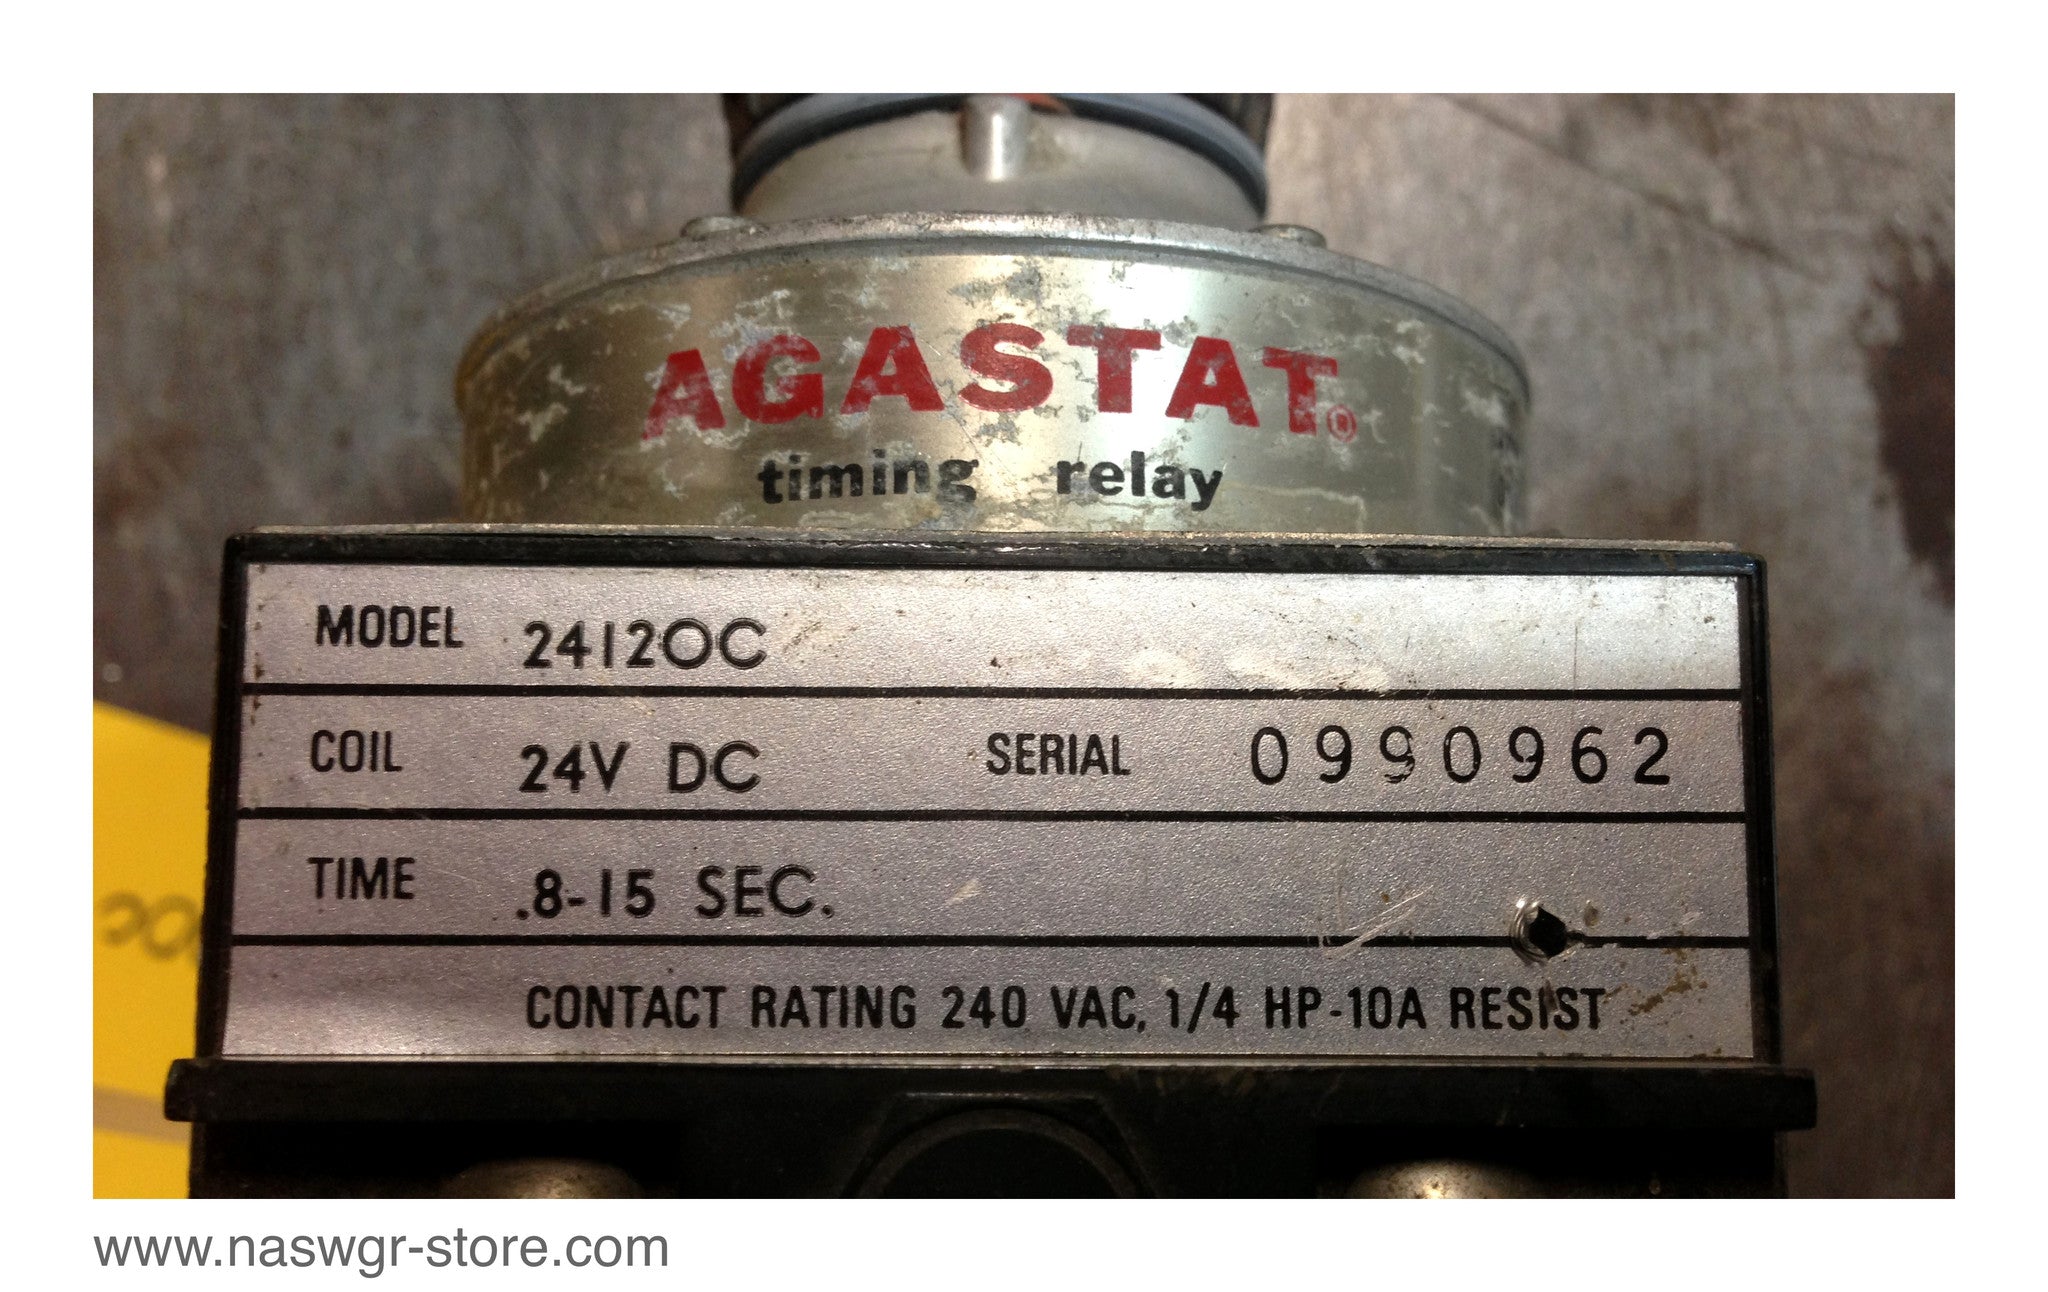 AGASTAT®
timing relay
MODEL 24120C
COIL 24V DC SERIAL 0990962
TIME .8-15 SEC.
CONTACT RATING 240 VAC, 1/4 HP-10A RESIST
www.naswgr-store.com